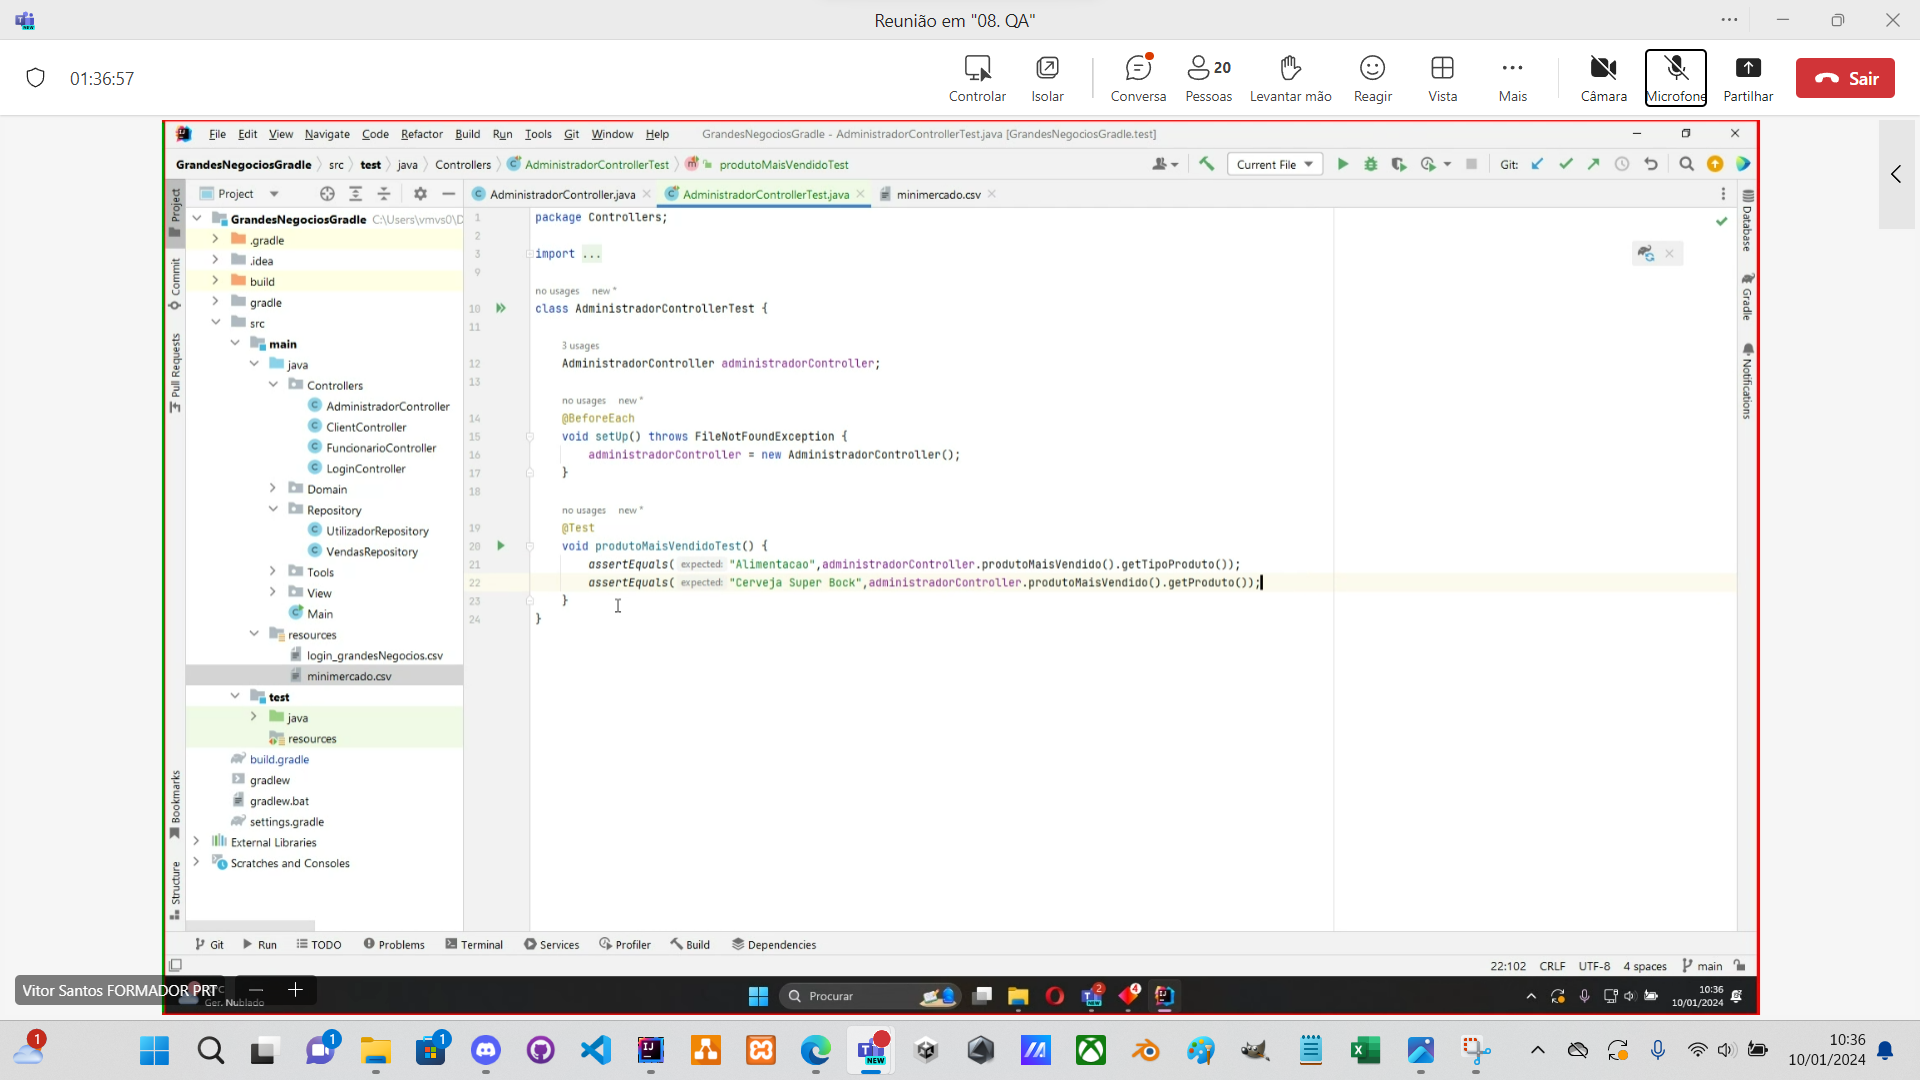 Reunião em "08. QA"
01:36:57
Controlar
Isolar
Conversa
20
Pessoas
Levantar mão
Reagir
Vista
Mais
Câmara
Microfone
Partilhar
Sair
File Edit View Navigate Code Refactor Build Run Tools Git Window Help GrandesNegociosGradle - AdministradorControllerTest.java [GrandesNegociosGradle.test]
GrandesNegociosGradle src test java Controllers AdministradorControllerTest produtoMaisVendidoTest
Current File
Git:
Project
AdministradorController.java
AdministradorControllerTest.java
minimercado.csv
Project
Commit
Pull Requests
Bookmarks
Structure
GrandesNegociosGradle C:\Users\vmvs0\D
.gradle
.idea
build
gradle
src
main
java
Controllers
AdministradorController
ClientController
FuncionarioController
LoginController
Domain
Repository
UtilizadorRepository
VendasRepository
Tools
View
Main
resources
login_grandesNegocios.csv
minimercado.csv
test
java
resources
build.gradle
gradlew
gradlew.bat
settings.gradle
External Libraries
Scratches and Consoles
1 package Controllers;
2
3 import ...
9
no usages new *
10 class AdministradorControllerTest {
11
3 usages
12 AdministradorController administradorController;
13
no usages new *
14 @BeforeEach
15 void setUp() throws FileNotFoundException {
16 administradorController = new AdministradorController();
17 }
18
no usages new *
19 @Test
20 void produtoMaisVendidoTest() {
21 assertEquals( expected: "Alimentacao",administradorController.produtoMaisVendido().getTipoProduto());
22 assertEquals( expected: "Cerveja Super Bock",administradorController.produtoMaisVendido().getProduto());
23 }
24 }
Database
Gradle
Notifications
Git Run TODO Problems Terminal Services Profiler Build Dependencies
22:102 CRLF UTF-8 4 spaces main
Vitor Santos FORMADOR PRT
Ger. Nublado
Procurar
2
4
10:36
10/01/2024
1
1
1
NEW
10:36
10/01/2024